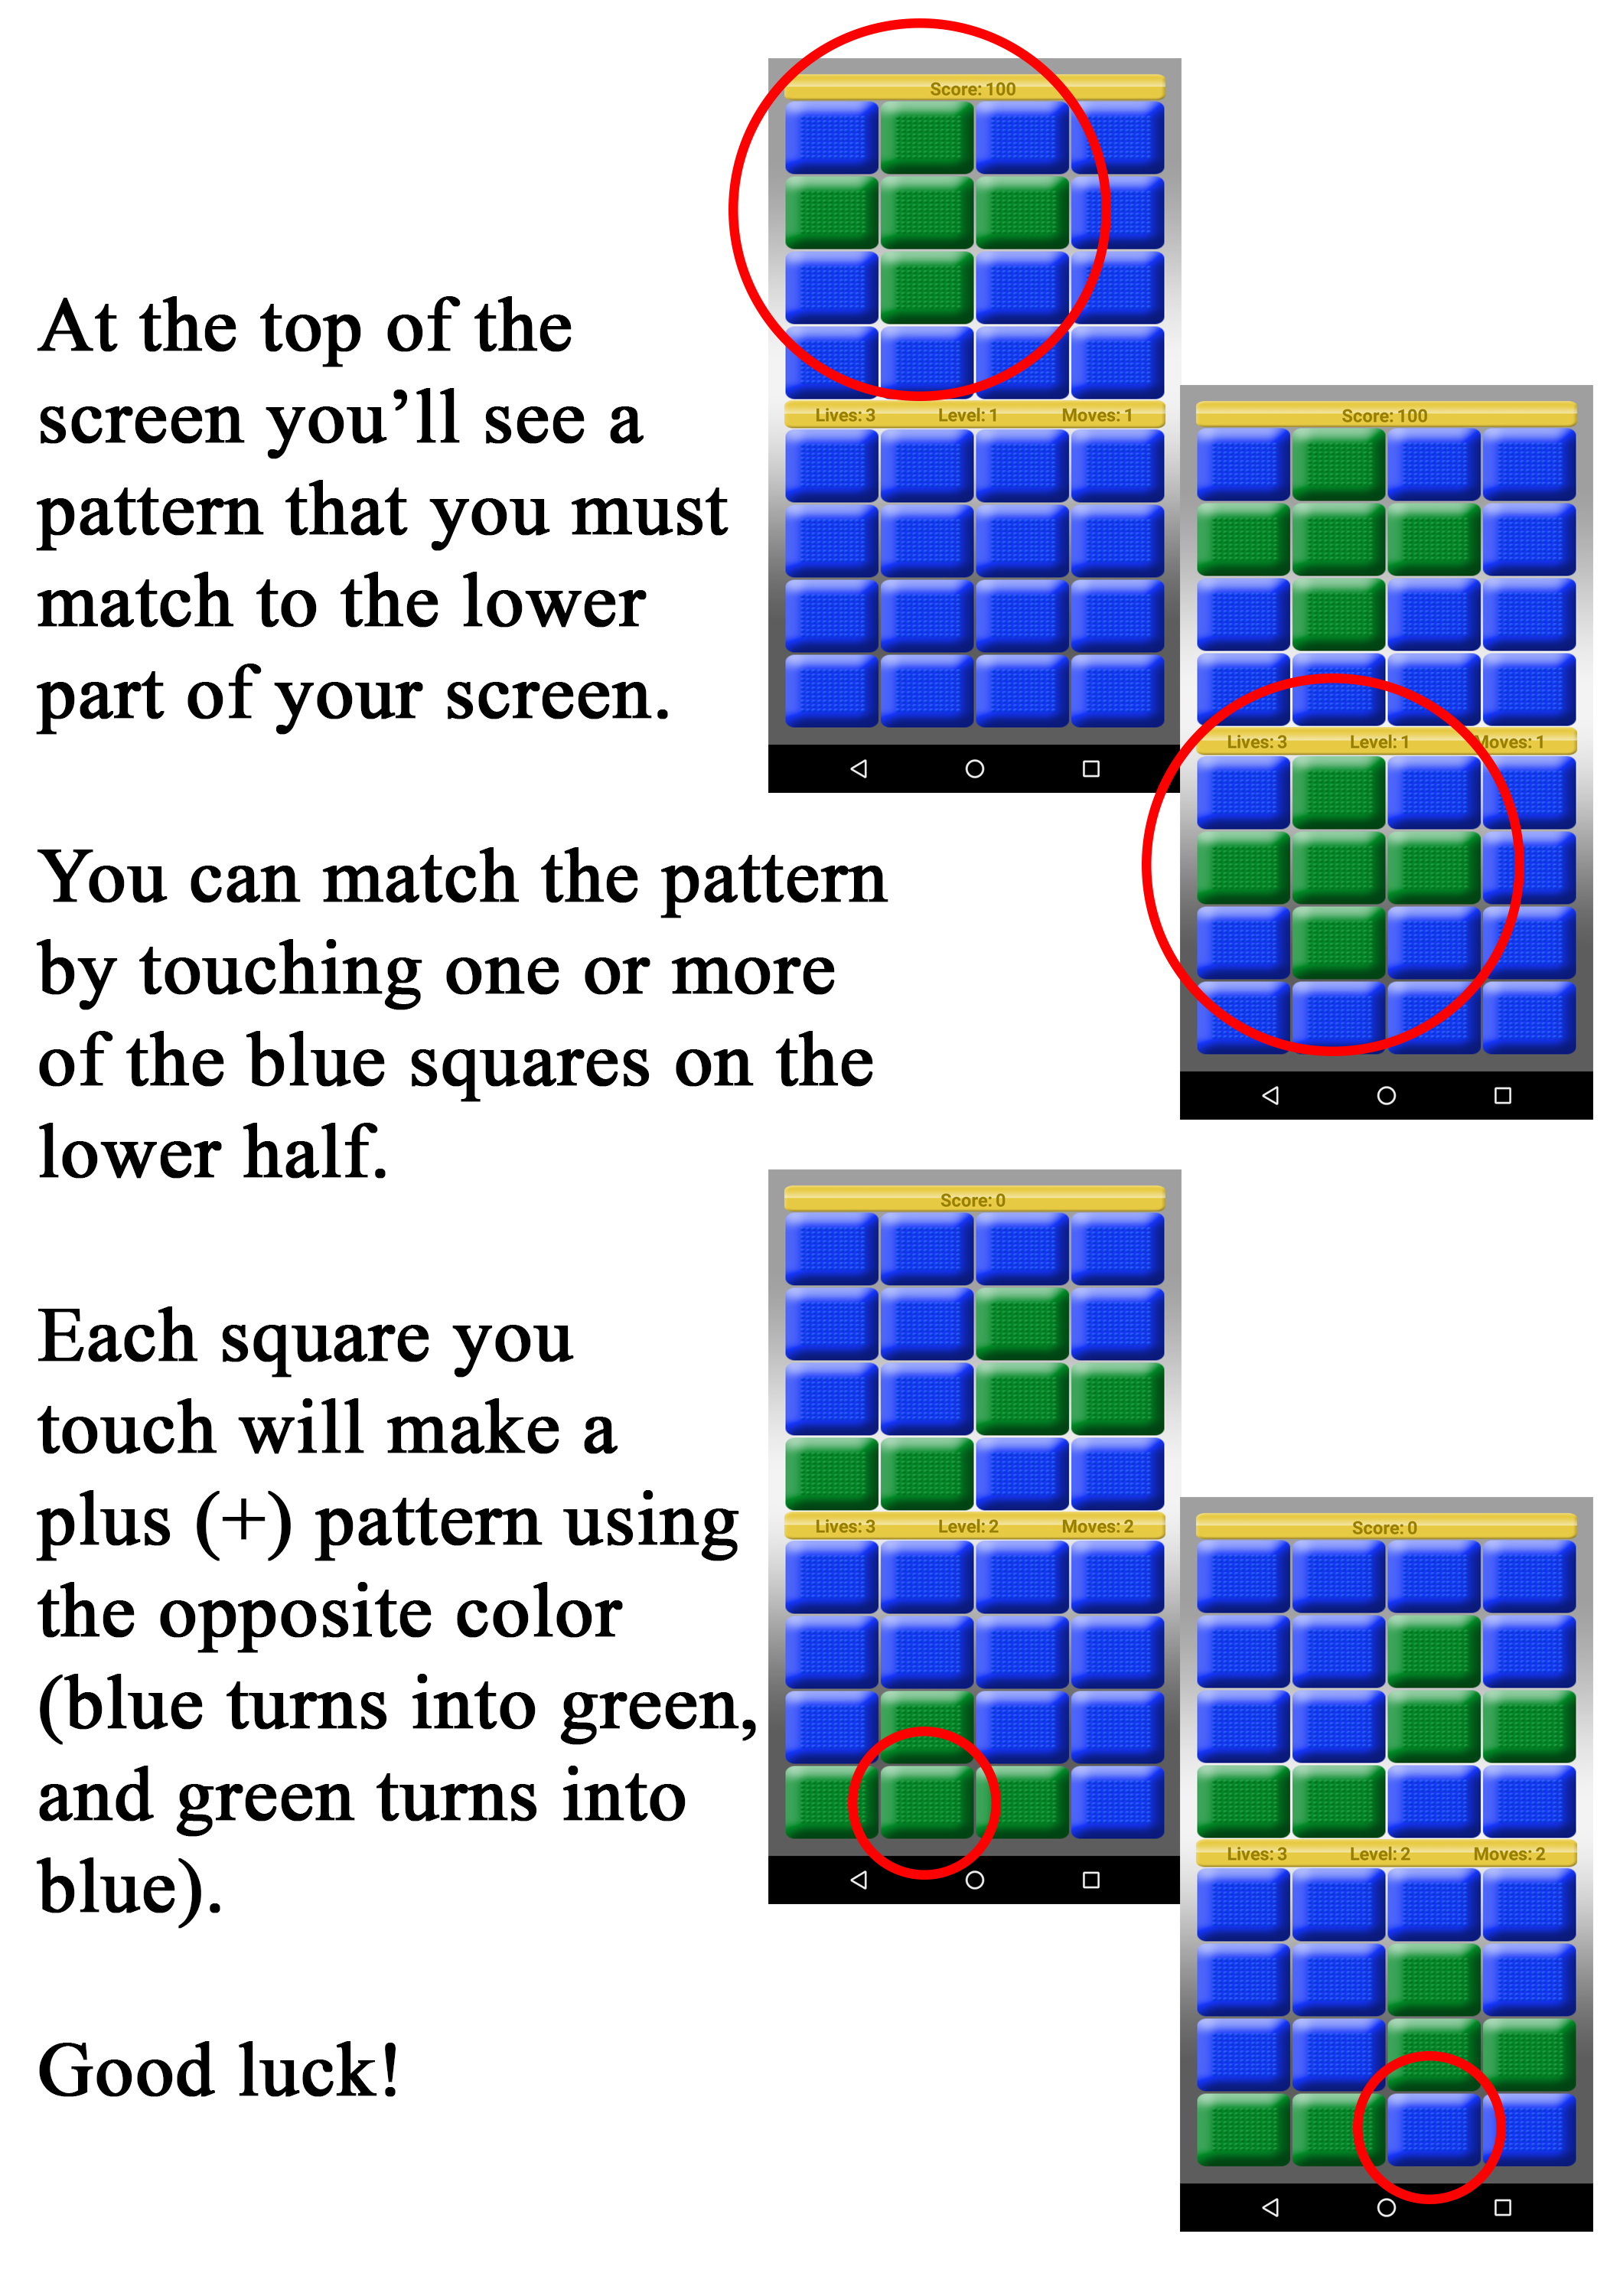 Score: 100
At the top of the
screen you’ll see a
pattern that you must
match to the lower
part of your screen.
Lives: 3 Level: 1 Moves: 1
Score: 100
Lives: 3 Level: 1 Moves: 1
You can match the pattern
by touching one or more
of the blue squares on the
lower half.
Score: 0
Each square you
touch will make a
plus (+) pattern using
the opposite color
(blue turns into green,
and green turns into
blue).
Lives: 3 Level: 2 Moves: 2
Score: 0
Lives: 3 Level: 2 Moves: 2
Good luck!